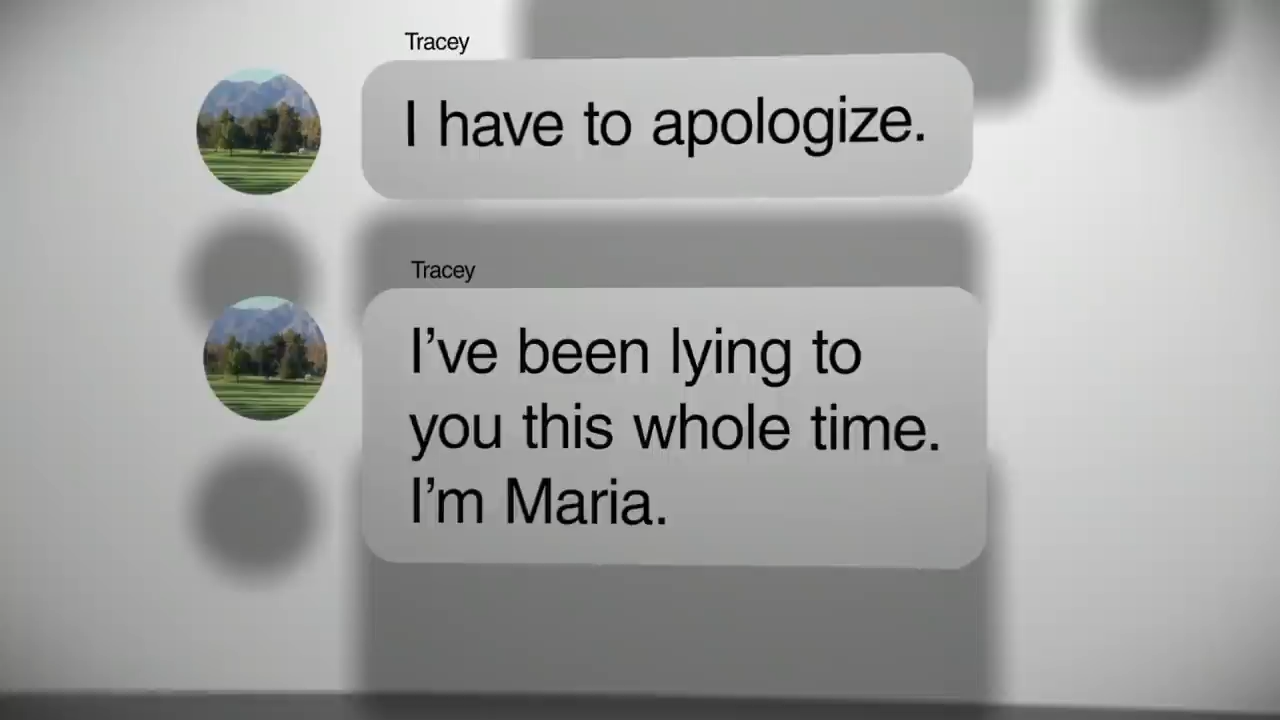 Tracey
I have to apologize.
Tracey
I’ve been lying to
you this whole time.
I’m Maria.